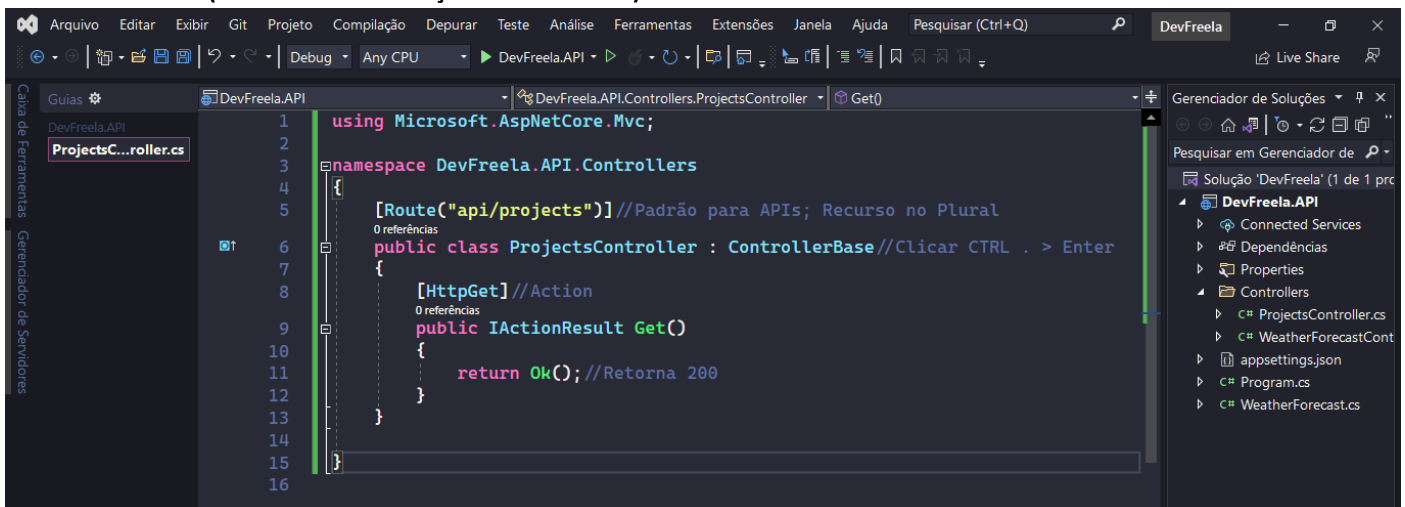 Arquivo Editar Exibir Git Projeto Compilação Depurar Teste Análise Ferramentas Extensões Janela Ajuda Pesquisar (Ctrl+Q) DevFreela
Debug Any CPU DevFreela.API Live Share
Caixa de Ferramentas
Gerenciador de Servidores
Guias
DevFreela.API
ProjectsC...roller.cs
DevFreela.API DevFreela.API.Controllers.ProjectsController Get()
1 using Microsoft.AspNetCore.Mvc;
2
3 namespace DevFreela.API.Controllers
4 {
5 [Route("api/projects")]//Padrão para APIs; Recurso no Plural
0 referências
6 public class ProjectsController : ControllerBase//Clicar CTRL . > Enter
7 {
8 [HttpGet]//Action
0 referências
9 public IActionResult Get()
10 {
11 return Ok();//Retorna 200
12 }
13 }
14
15 }
16
Gerenciador de Soluções
Pesquisar em Gerenciador de
Solução 'DevFreela' (1 de 1 pro
DevFreela.API
Connected Services
Dependências
Properties
Controllers
C# ProjectsController.cs
C# WeatherForecastCont
appsettings.json
C# Program.cs
C# WeatherForecast.cs